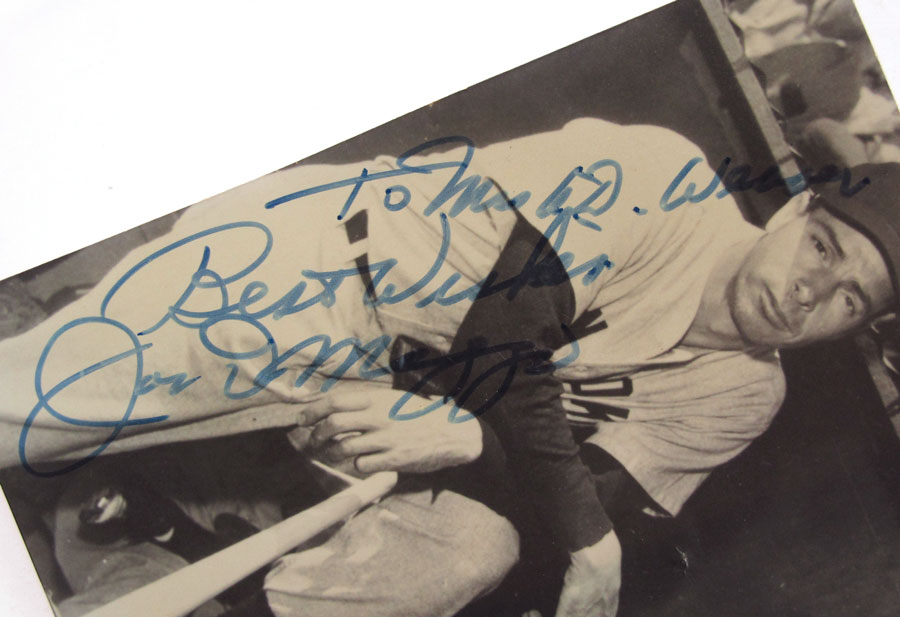 To D.
Best Wishes
Joe DiMaggio